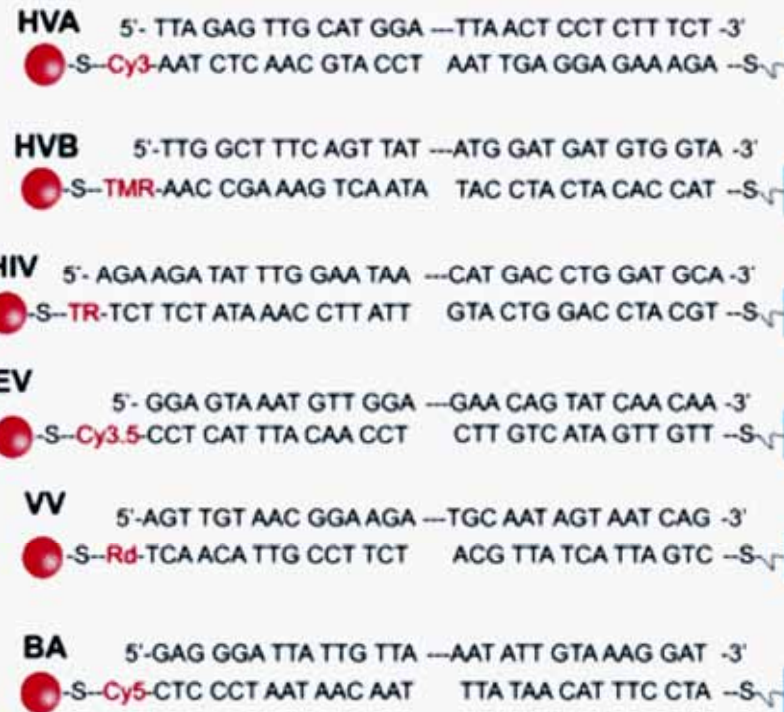 HVA 5'- TTA GAG TTG CAT GGA ---TTA ACT CCT CTT TCT -3'
-S--Cy3-AAT CTC AAC GTA CCT AAT TGA GGA GAA AGA --S
HVB 5'-TTG GCT TTC AGT TAT ---ATG GAT GAT GTG GTA -3'
-S--TMR-AAC CGA AAG TCA ATA TAC CTA CTA CAC CAT --S
HIV 5'- AGA AGA TAT TTG GAA TAA ---CAT GAC CTG GAT GCA -3'
-S--TR-TCT TCT ATA AAC CTT ATT GTA CTG GAC CTA CGT --S
EV 5'- GGA GTA AAT GTT GGA ---GAA CAG TAT CAA CAA -3'
-S--Cy3.5-CCT CAT TTA CAA CCT CTT GTC ATA GTT GTT --S
VV 5'-AGT TGT AAC GGA AGA ---TGC AAT AGT AAT CAG -3'
-S--Rd-TCA ACA TTG CCT TCT ACG TTA TCA TTA GTC --S
BA 5'-GAG GGA TTA TTG TTA ---AAT ATT GTA AAG GAT -3'
-S--Cy5-CTC CCT AAT AAC AAT TTA TAA CAT TTC CTA --S